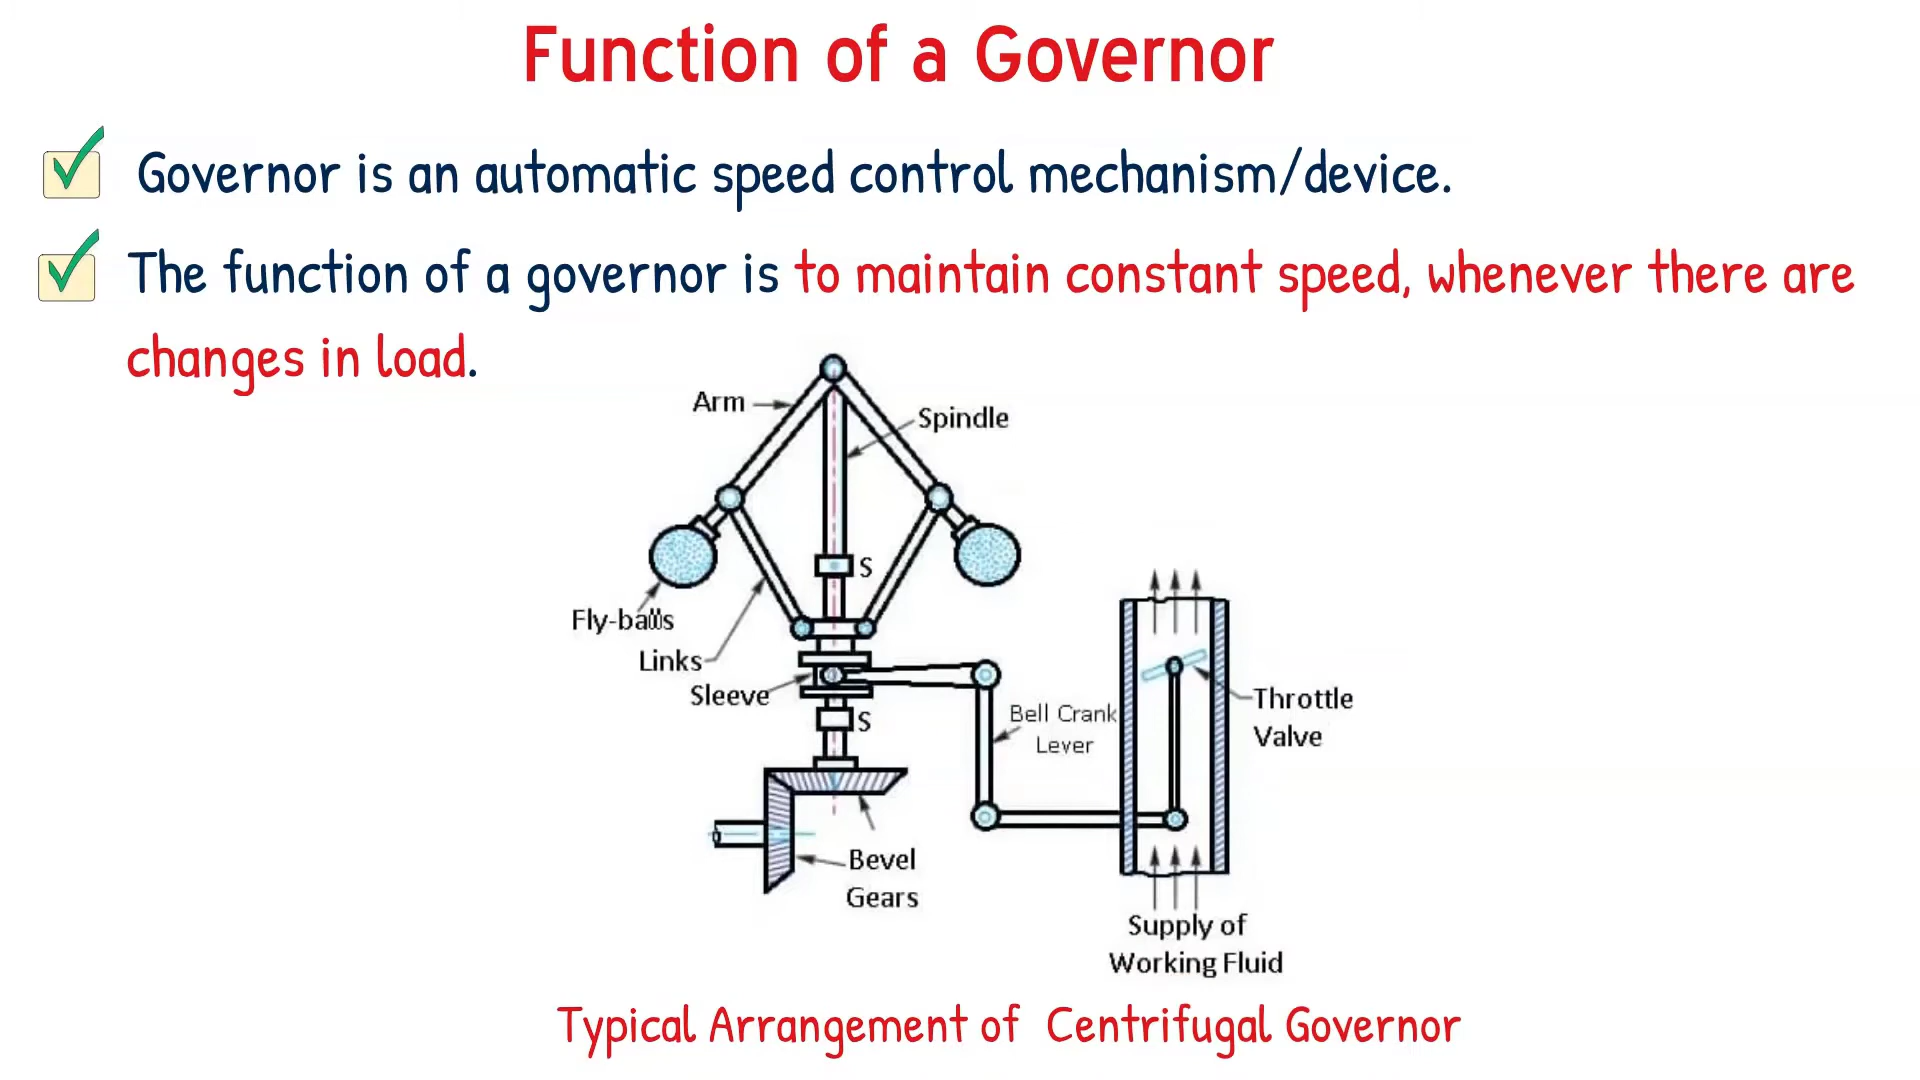 Function of a Governor
Governor is an automatic speed control mechanism/device.
The function of a governor is to maintain constant speed, whenever there are
changes in load.
Arm
Spindle
S
Fly-balls
Links
Sleeve
S
Bell Crank
Lever
Throttle
Valve
Bevel
Gears
Supply of
Working Fluid
Typical Arrangement of Centrifugal Governor